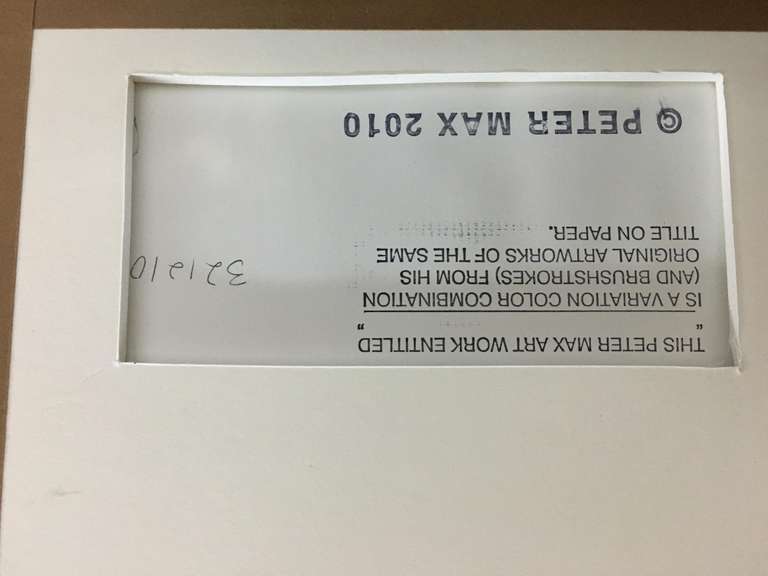 THIS PETER MAX ART WORK ENTITLED
" "
IS A VARIATION COLOR COMBINATION
(AND BRUSHSTROKES) FROM HIS
ORIGINAL ARTWORKS OF THE SAME
TITLE ON PAPER.
321210
© PETER MAX 2010